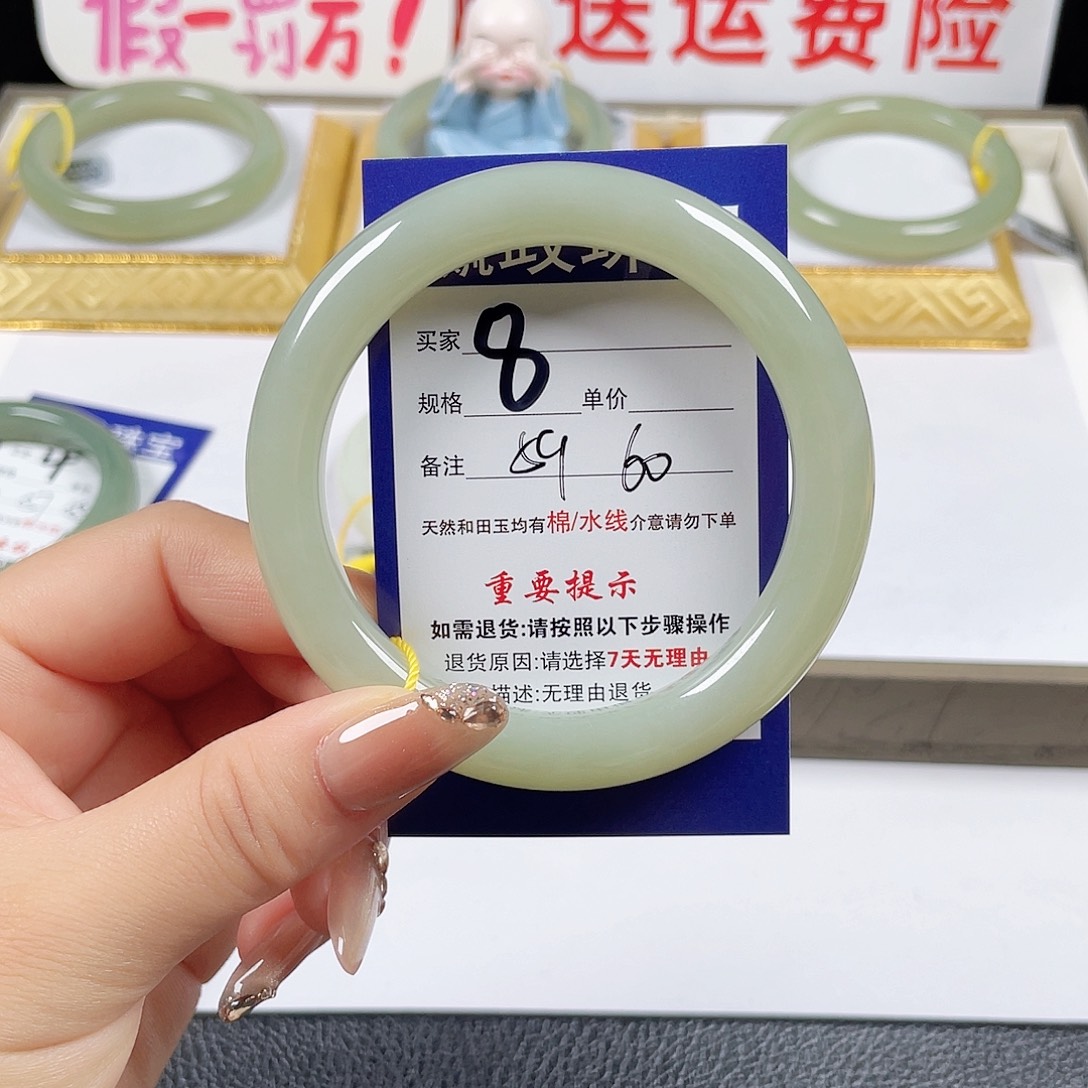 假一罚万！
送运费险
珠宝
买家 8
规格 单价
备注 59 60
天然和田玉均有棉/水线介意请勿下单
重要提示
如需退货:请按照以下步骤操作
退货原因:请选择7天无理由
描述:无理由退货